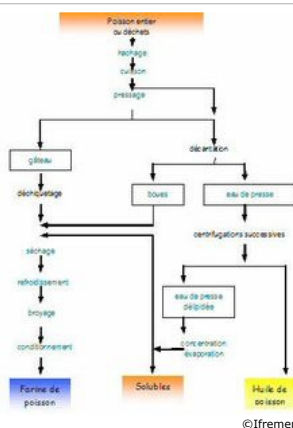 Poisson entier
ou déchets
hachage
cuisson
pressage
décantation
gâteau
boues
eau de presse
déchiquetage
centrifugations successives
séchage
refroidissement
eau de presse
délipidée
broyage
concentration
evaporation
conditionnement
Farine de
poisson
Solubles
Huile de
poisson
©Ifremer